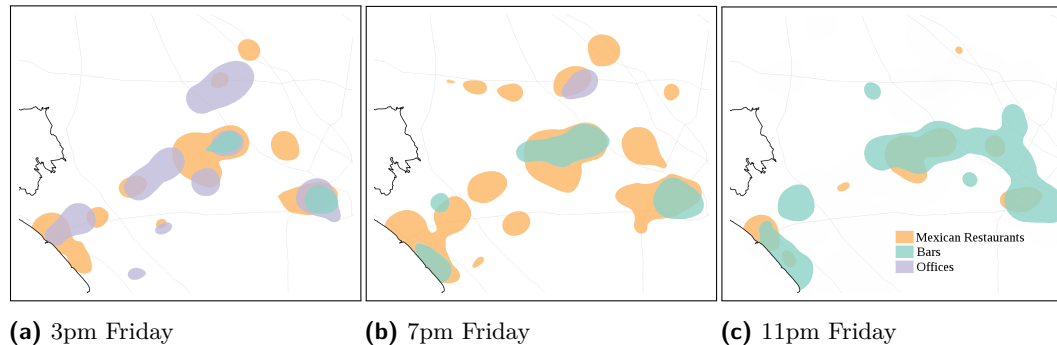 Mexican Restaurants
Bars
Offices
(a) 3pm Friday
(b) 7pm Friday
(c) 11pm Friday